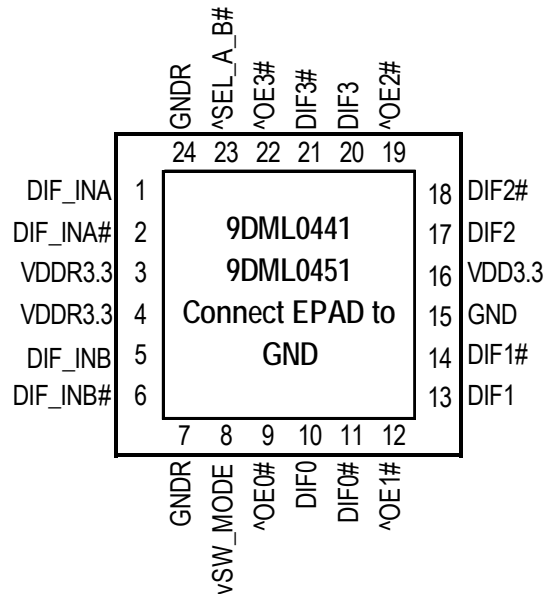 GNDR
^SEL_A_B#
^OE3#
DIF3#
DIF3
^OE2#
24 23 22 21 20 19
DIF_INA 1
DIF_INA# 2
VDDR3.3 3
VDDR3.3 4
DIF_INB 5
DIF_INB# 6
9DML0441
9DML0451
Connect EPAD to
GND
18 DIF2#
17 DIF2
16 VDD3.3
15 GND
14 DIF1#
13 DIF1
7 8 9 10 11 12
GNDR
vSW_MODE
^OE0#
DIF0
DIF0#
^OE1#